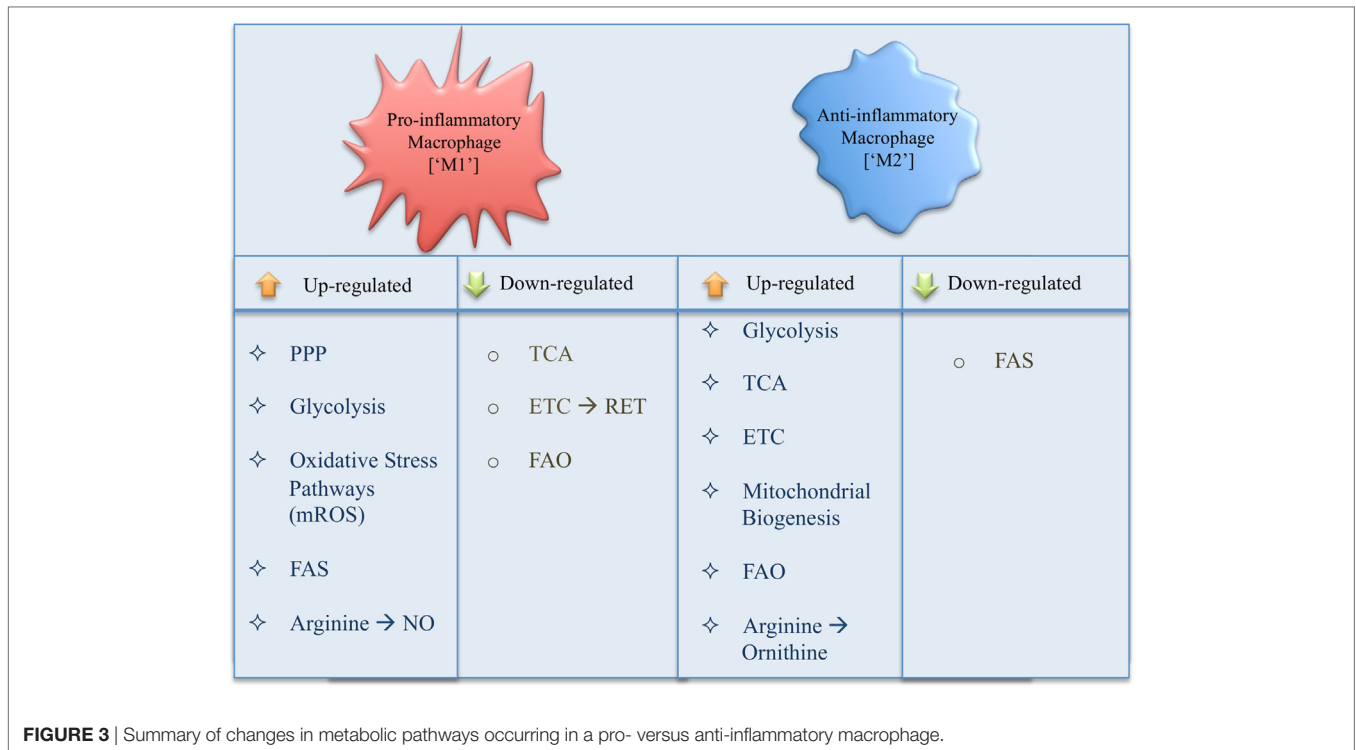 Pro-inflammatory
Macrophage
[‘M1’]
Anti-inflammatory
Macrophage
[‘M2’]
Up-regulated
Down-regulated
Up-regulated
Down-regulated
PPP
Glycolysis
Oxidative Stress
Pathways
(mROS)
FAS
Arginine → NO
TCA
ETC → RET
FAO
Glycolysis
TCA
ETC
Mitochondrial
Biogenesis
FAO
Arginine →
Ornithine
FAS
FIGURE 3 | Summary of changes in metabolic pathways occurring in a pro- versus anti-inflammatory macrophage.